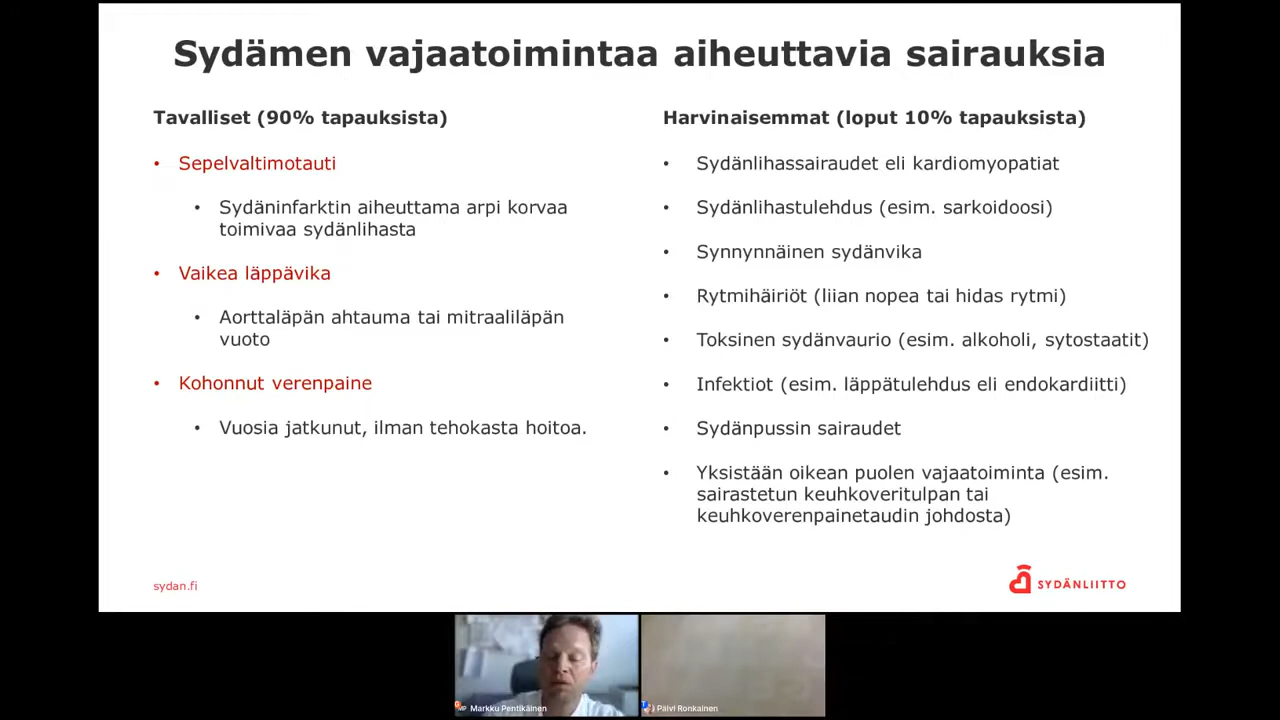 Sydämen vajaatoimintaa aiheuttavia sairauksia
Tavalliset (90% tapauksista)
• Sepelvaltimotauti
• Sydäninfarktin aiheuttama arpi korvaa
toimivaa sydänlihasta
• Vaikea läppävika
• Aorttaläpän ahtauma tai mitraaliläpän
vuoto
• Kohonnut verenpaine
• Vuosia jatkunut, ilman tehokasta hoitoa.
Harvinaisemmat (loput 10% tapauksista)
• Sydänlihassairaudet eli kardiomyopatiat
• Sydänlihastulehdus (esim. sarkoidoosi)
• Synnynnäinen sydänvika
• Rytmihäiriöt (liian nopea tai hidas rytmi)
• Toksinen sydänvaurio (esim. alkoholi, sytostaatit)
• Infektiot (esim. läppätulehdus eli endokardiitti)
• Sydänpussin sairaudet
• Yksistään oikean puolen vajaatoiminta (esim.
sairastetun keuhkoveritulpan tai
keuhkoverenpainetaudin johdosta)
sydan.fi
SYDÄNLIITTO
MP Markku Pentikäinen
Päivi Ronkainen